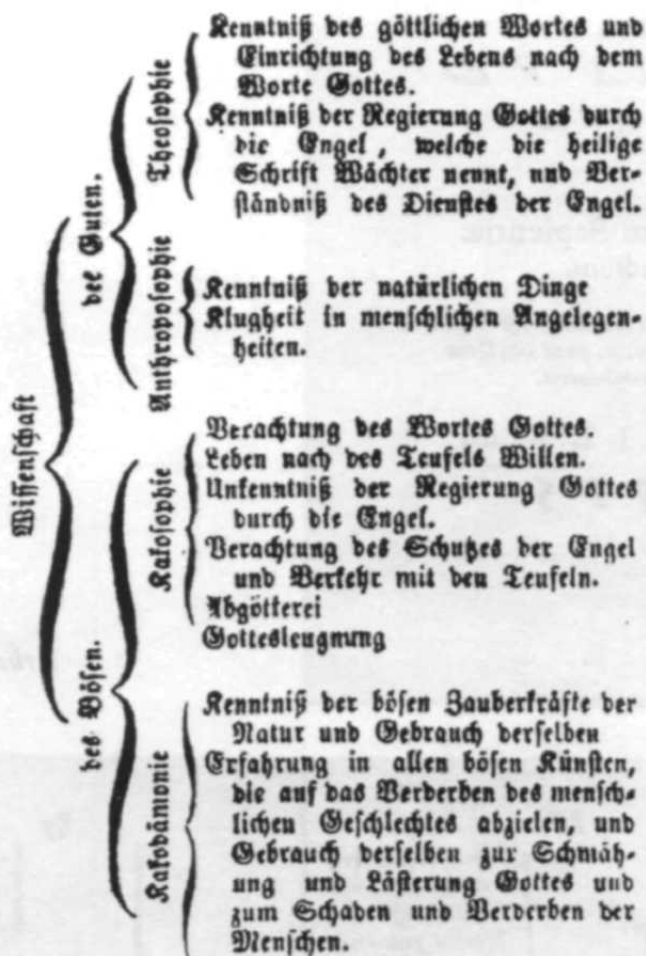 Wissenschaft
des Guten.
Theosophie
Kenntniß des göttlichen Wortes und
Einrichtung des Lebens nach dem
Worte Gottes.
Kenntniß der Regierung Gottes durch
die Engel, welche die heilige
Schrift Wächter nennt, und Ver-
ständniß des Dienstes der Engel.
Anthroposophie
Kenntniß der natürlichen Dinge
Klugheit in menschlichen Angelegen-
heiten.
des Bösen.
Kakosophie
Verachtung des Wortes Gottes.
Leben nach des Teufels Willen.
Unkenntniß der Regierung Gottes
durch die Engel.
Verachtung des Schutzes der Engel
und Verkehr mit den Teufeln.
Abgötterei
Gottesleugnung
Kakodämonie
Kenntniß der bösen Zauberkräfte der
Natur und Gebrauch derselben
Erfahrung in allen bösen Künsten,
die auf das Verderben des mensch-
lichen Geschlechtes abzielen, und
Gebrauch derselben zur Schmäh-
ung und Lästerung Gottes und
zum Schaden und Verderben der
Menschen.